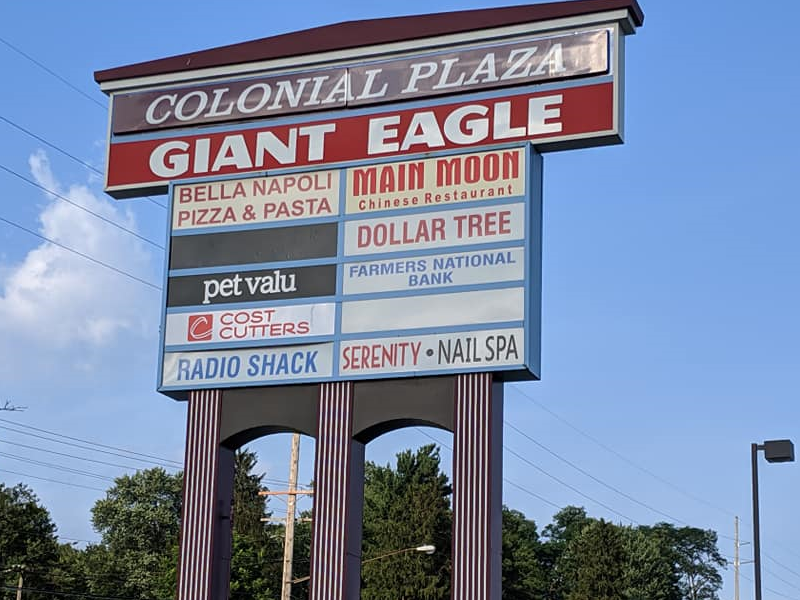 COLONIAL PLAZA
GIANT EAGLE
BELLA NAPOLI
PIZZA & PASTA
MAIN MOON
Chinese Restaurant
DOLLAR TREE
pet valu
FARMERS NATIONAL
BANK
COST
CUTTERS
RADIO SHACK
SERENITY • NAIL SPA